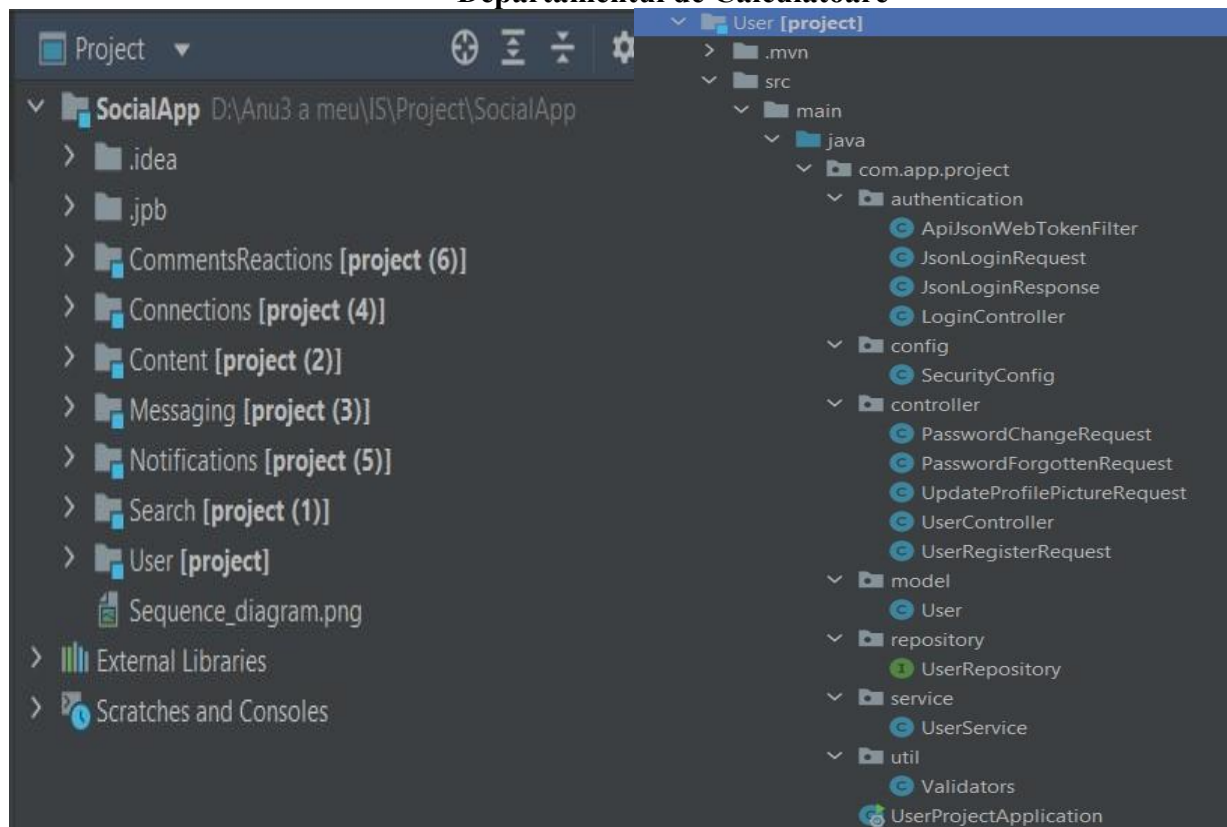 Departamentul de Calculatoare
Project
SocialApp D:\Anu3 a meu\IS\Project\SocialApp
.idea
.jpb
CommentsReactions [project (6)]
Connections [project (4)]
Content [project (2)]
Messaging [project (3)]
Notifications [project (5)]
Search [project (1)]
User [project]
Sequence_diagram.png
External Libraries
Scratches and Consoles
User [project]
.mvn
src
main
java
com.app.project
authentication
ApiJsonWebTokenFilter
JsonLoginRequest
JsonLoginResponse
LoginController
config
SecurityConfig
controller
PasswordChangeRequest
PasswordForgottenRequest
UpdateProfilePictureRequest
UserController
UserRegisterRequest
model
User
repository
UserRepository
service
UserService
util
Validators
UserProjectApplication